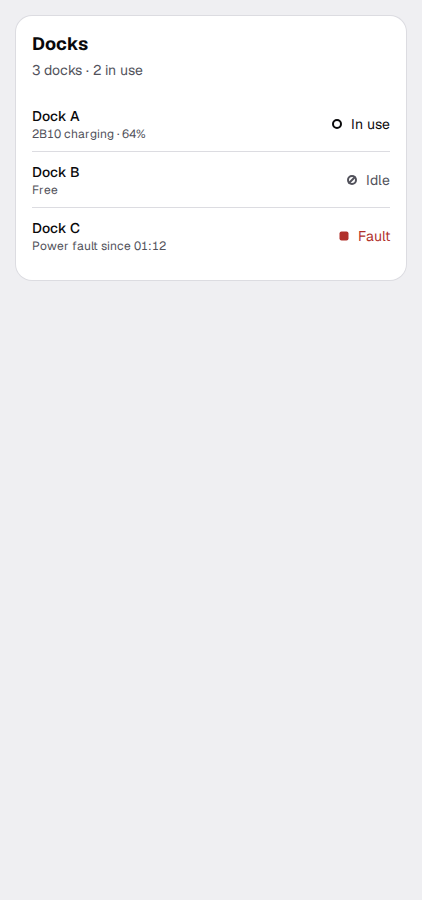 Docks
3 docks · 2 in use
Dock A
2B10 charging · 64%
In use
Dock B
Free
Idle
Dock C
Power fault since 01:12
Fault